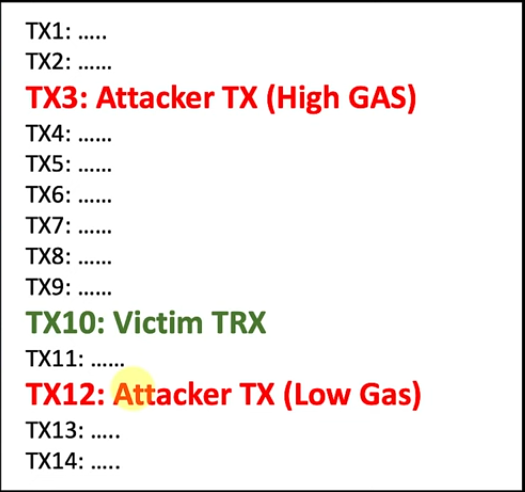 TX1: .....
TX2: ......
TX3: Attacker TX (High GAS)
TX4: ......
TX5: ......
TX6: ......
TX7: ......
TX8: ......
TX9: ......
TX10: Victim TRX
TX11: ......
TX12: Attacker TX (Low Gas)
TX13: .....
TX14: .....